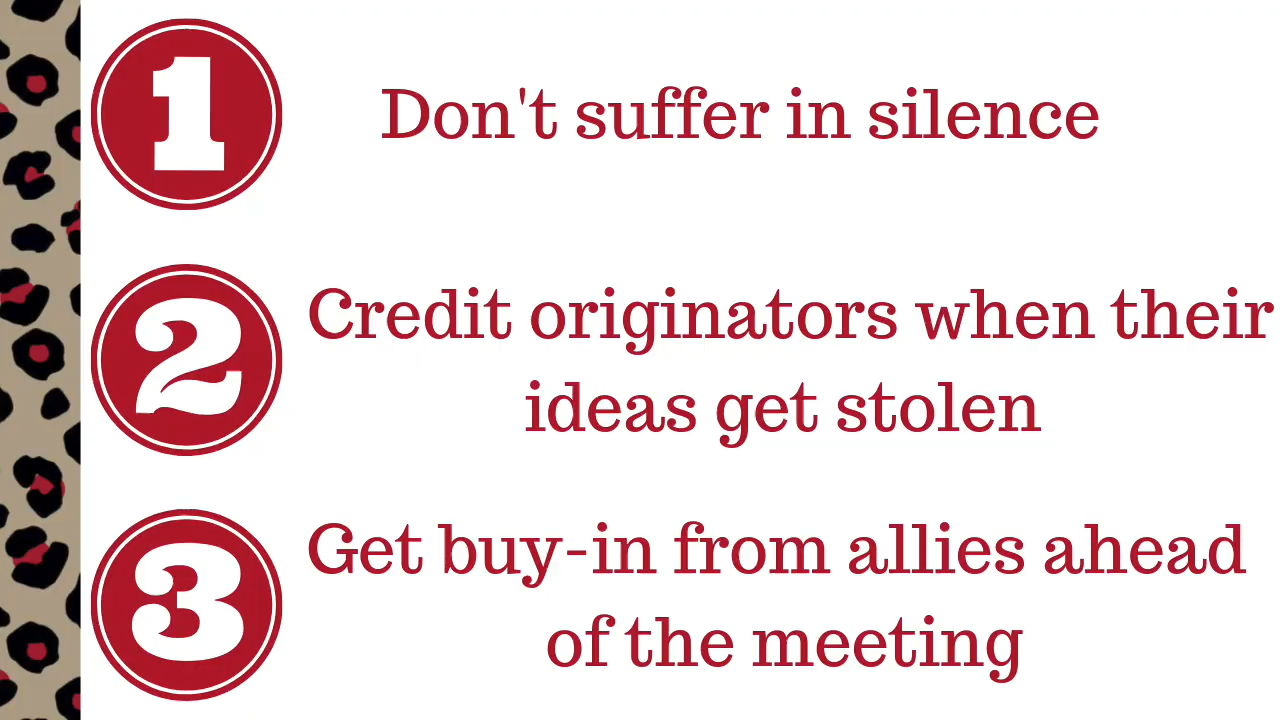 1
Don't suffer in silence
2
Credit originators when their
ideas get stolen
3
Get buy-in from allies ahead
of the meeting